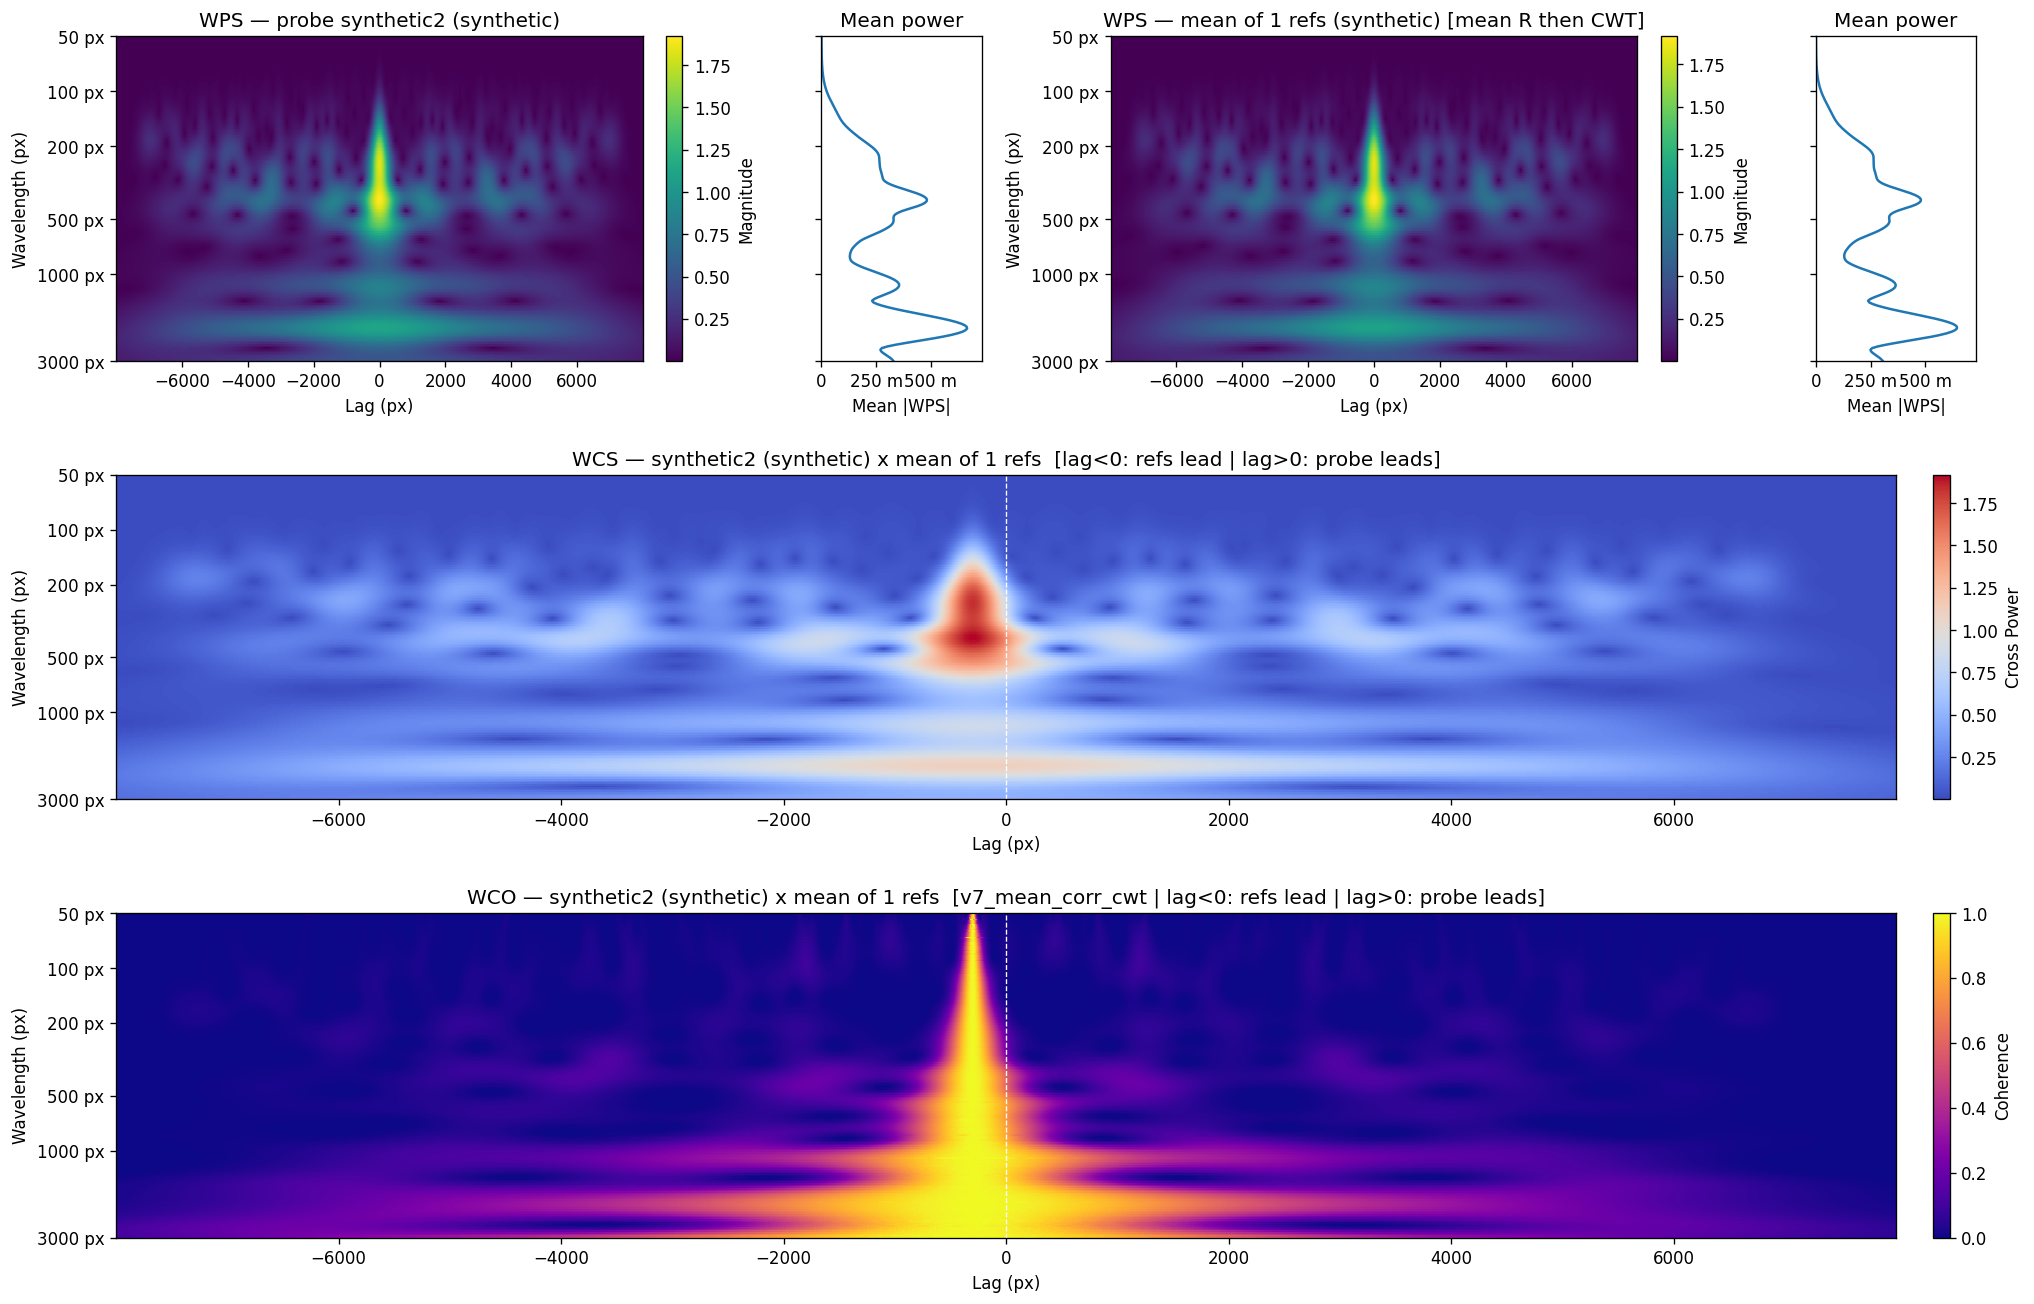 WPS — probe synthetic2 (synthetic)
Mean power
WPS — mean of 1 refs (synthetic) [mean R then CWT]
Mean power
50 px
100 px
200 px
500 px
1000 px
3000 px
Wavelength (px)
−6000 −4000 −2000 0 2000 4000 6000
Lag (px)
1.75
1.50
1.25
1.00
0.75
0.50
0.25
Magnitude
0 250 m 500 m
Mean |WPS|
50 px
100 px
200 px
500 px
1000 px
3000 px
Wavelength (px)
−6000 −4000 −2000 0 2000 4000 6000
Lag (px)
1.75
1.50
1.25
1.00
0.75
0.50
0.25
Magnitude
0 250 m 500 m
Mean |WPS|
WCS — synthetic2 (synthetic) x mean of 1 refs [lag<0: refs lead | lag>0: probe leads]
50 px
100 px
200 px
500 px
1000 px
3000 px
Wavelength (px)
−6000 −4000 −2000 0 2000 4000 6000
Lag (px)
1.75
1.50
1.25
1.00
0.75
0.50
0.25
Cross Power
WCO — synthetic2 (synthetic) x mean of 1 refs [v7_mean_corr_cwt | lag<0: refs lead | lag>0: probe leads]
50 px
100 px
200 px
500 px
1000 px
3000 px
Wavelength (px)
−6000 −4000 −2000 0 2000 4000 6000
Lag (px)
1.0
0.8
0.6
0.4
0.2
0.0
Coherence